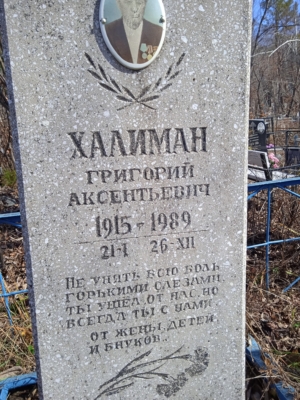 ХАЛИМАН
ГРИГОРИЙ
АКСЕНТЬЕВИЧ
1915 - 1989
21-I 26-XII
НЕ УНЯТЬ ВСЮ БОЛЬ
ГОРЬКИМИ СЛЕЗАМИ,
ТЫ УШЕЛ ОТ НАС, НО
ВСЕГДА ТЫ С НАМИ
ОТ ЖЕНЫ, ДЕТЕЙ
И ВНУКОВ.